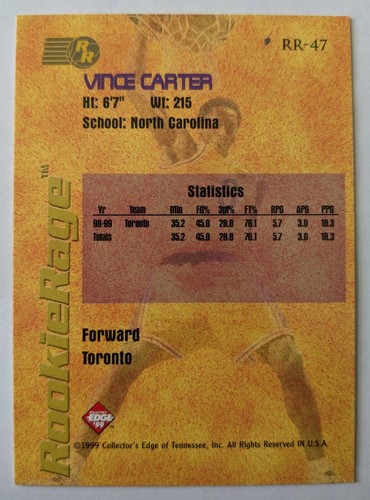 RR
RR-47
VINCE CARTER
Ht: 6'7" Wt: 215
School: North Carolina
RookieRage™
Statistics
Yr Team Min FG% 3pt% FT% RPG APG PPG
98-99 Toronto 35.2 45.0 28.8 76.1 5.7 3.0 18.3
Totals 35.2 45.0 28.8 76.1 5.7 3.0 18.3
Forward
Toronto
EDGE
'99
©1999 Collector's Edge of Tennessee, Inc. All Rights Reserved IN U.S.A.